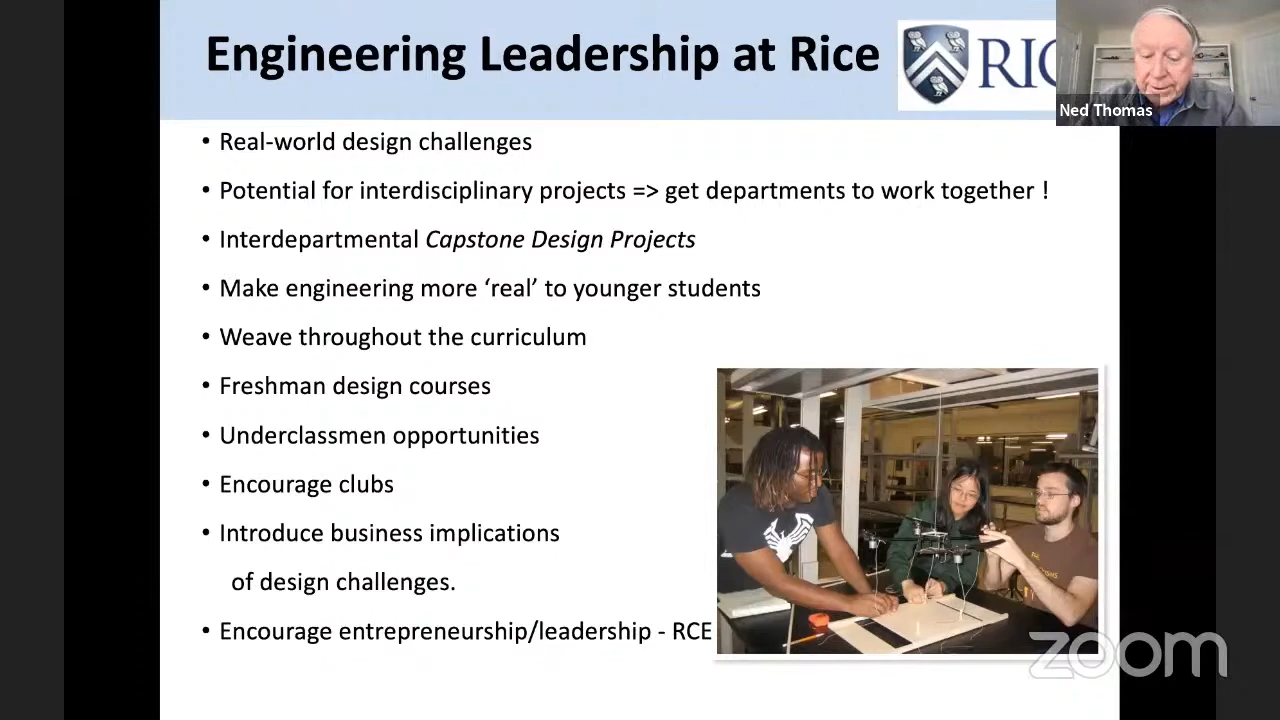 Engineering Leadership at Rice
RIC
Ned Thomas
• Real-world design challenges
• Potential for interdisciplinary projects => get departments to work together !
• Interdepartmental Capstone Design Projects
• Make engineering more ‘real’ to younger students
• Weave throughout the curriculum
• Freshman design courses
• Underclassmen opportunities
• Encourage clubs
• Introduce business implications
of design challenges.
• Encourage entrepreneurship/leadership - RCE
zoom